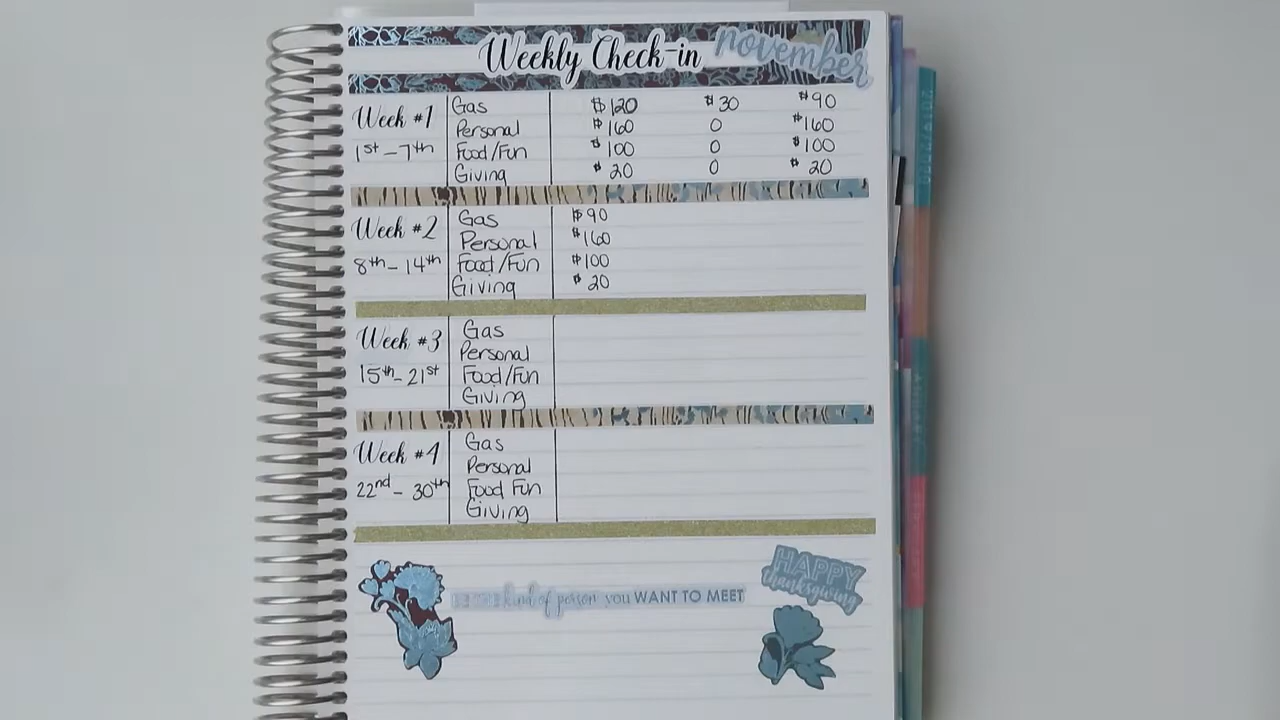 Weekly Check-in november
Week #1 Gas $120 $30 $90
Personal $160 0 $160
1st-7th Food/Fun $100 0 $100
Giving $20 0 $20
Week #2 Gas $90
Personal $160
8th-14th Food/Fun $100
Giving $20
Week #3 Gas
Personal
15th-21st Food/Fun
Giving
Week #4 Gas
Personal
22nd-30th Food Fun
Giving
HAPPY
thanksgiving
kind of person you WANT TO MEET